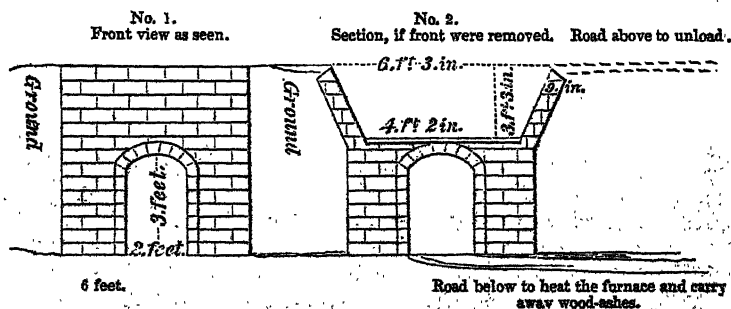 No. 1.
Front view as seen.
No. 2.
Section, if front were removed.
Road above to unload.
Ground
3. feet.
2. feet.
6 feet.
Ground
6. ft. 3. in.
4. ft. 2 in.
3. ft. 3. in.
9. in.
Road below to heat the furnace and carry
away wood-ashes.